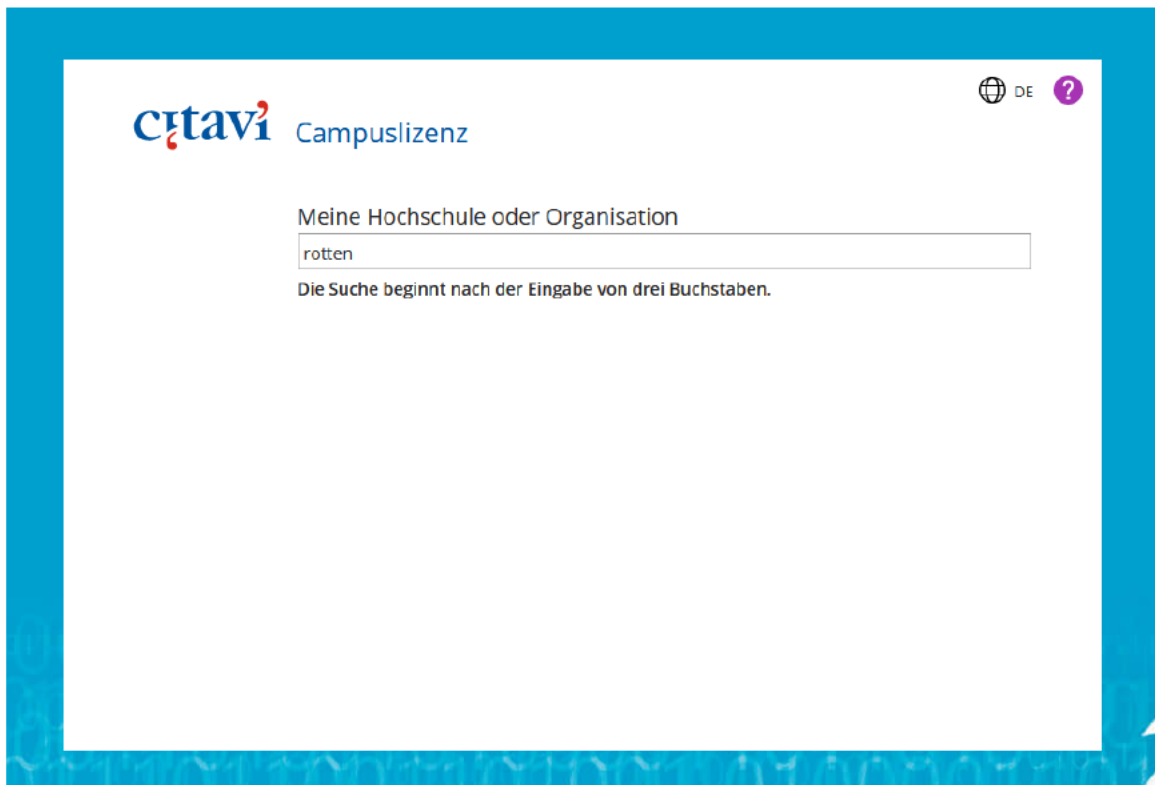 DE ?
citavi Campuslizenz
Meine Hochschule oder Organisation
rotten
Die Suche beginnt nach der Eingabe von drei Buchstaben.